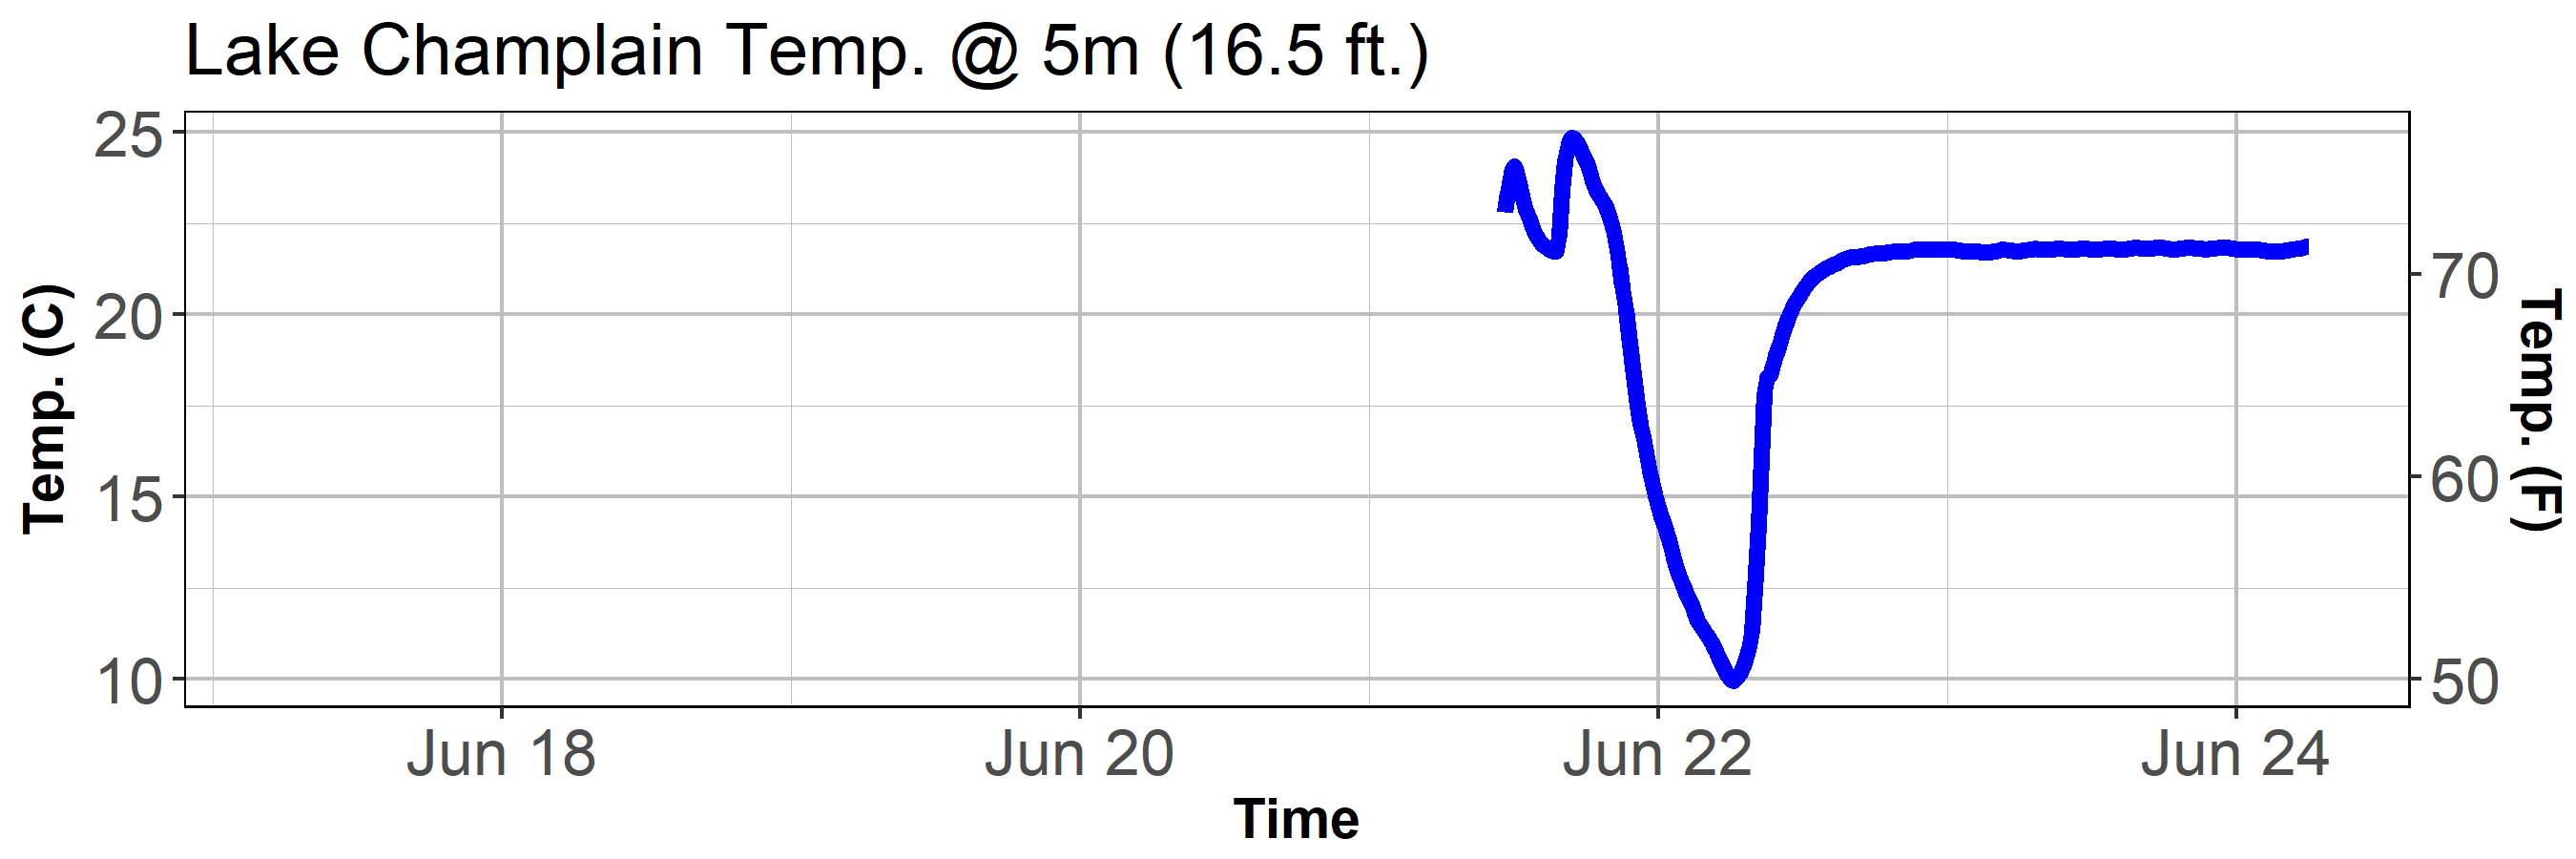 Lake Champlain Temp. @ 5m (16.5 ft.)
25
20
15
10
Temp. (C)
70
60
50
Temp. (F)
Jun 18
Jun 20
Jun 22
Jun 24
Time